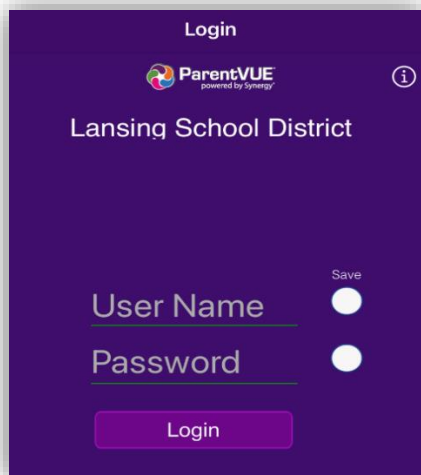 Login
ParentVUE
powered by Synergy
i
Lansing School District
Save
User Name
Password
Login